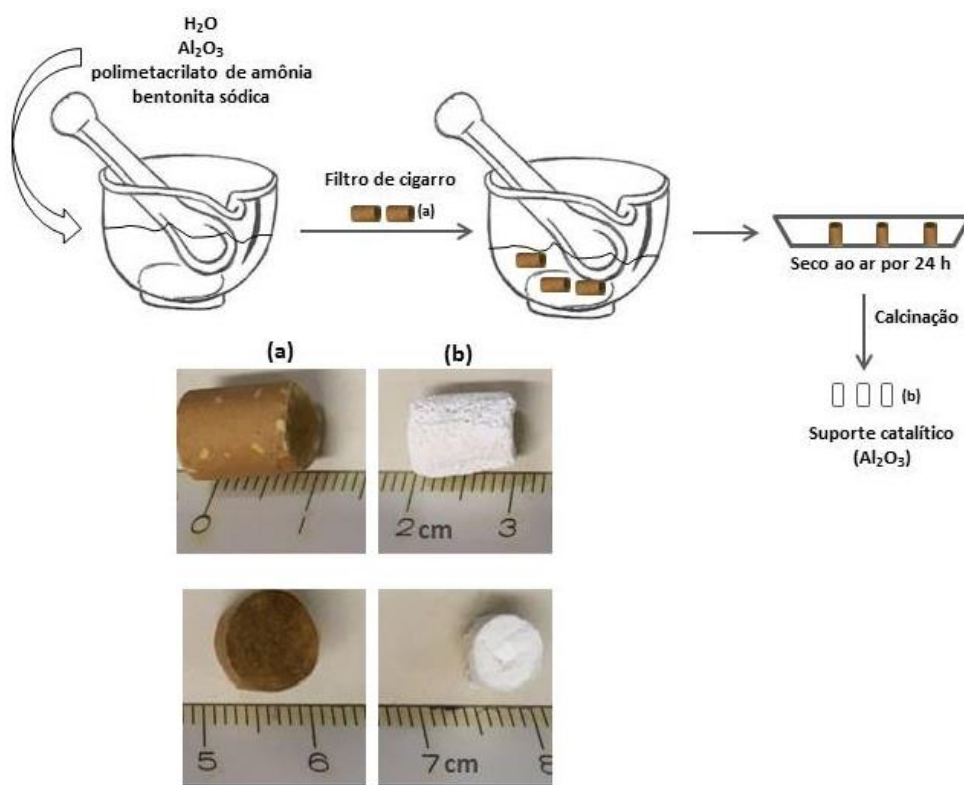 H₂O
Al₂O₃
polimetacrilato de amônia
bentonita sódica
Filtro de cigarro
(a)
Seco ao ar por 24 h
Calcinação
(b)
Suporte catalítico
(Al₂O₃)
(a)
(b)
0 1
2 cm 3
5 6
7 cm 8